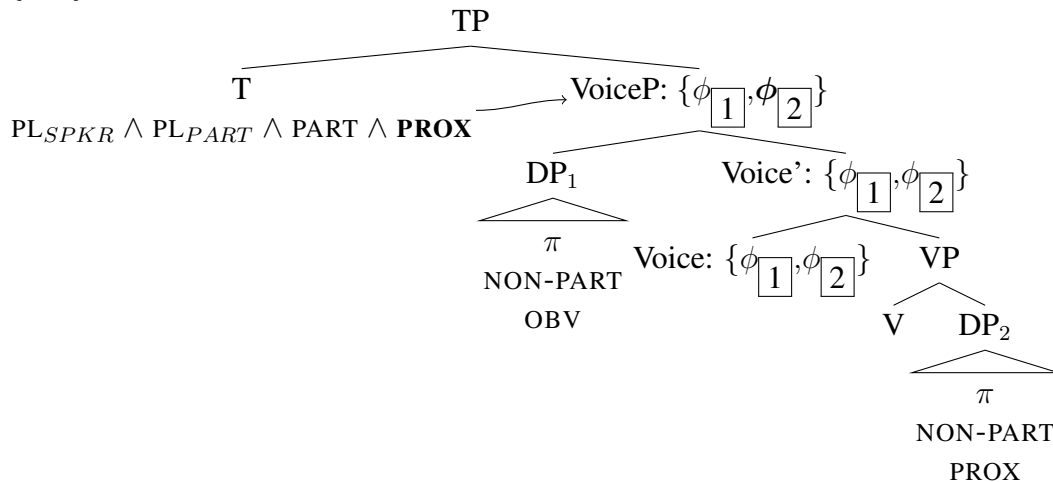 TP
T VoiceP: {ϕ[1],ϕ[2]}
PL_SPKR ∧ PL_PART ∧ PART ∧ PROX
DP₁ Voice’: {ϕ[1],ϕ[2]}
π Voice: {ϕ[1],ϕ[2]} VP
NON-PART
OBV V DP₂
π
NON-PART
PROX